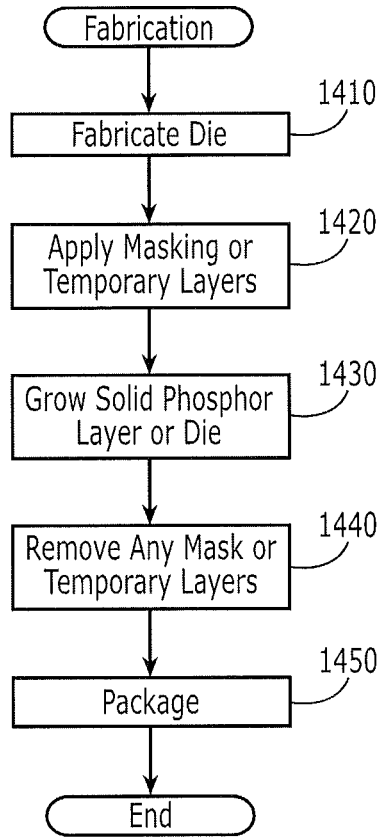 Fabrication
1410
Fabricate Die
1420
Apply Masking or
Temporary Layers
1430
Grow Solid Phosphor
Layer or Die
1440
Remove Any Mask or
Temporary Layers
1450
Package
End